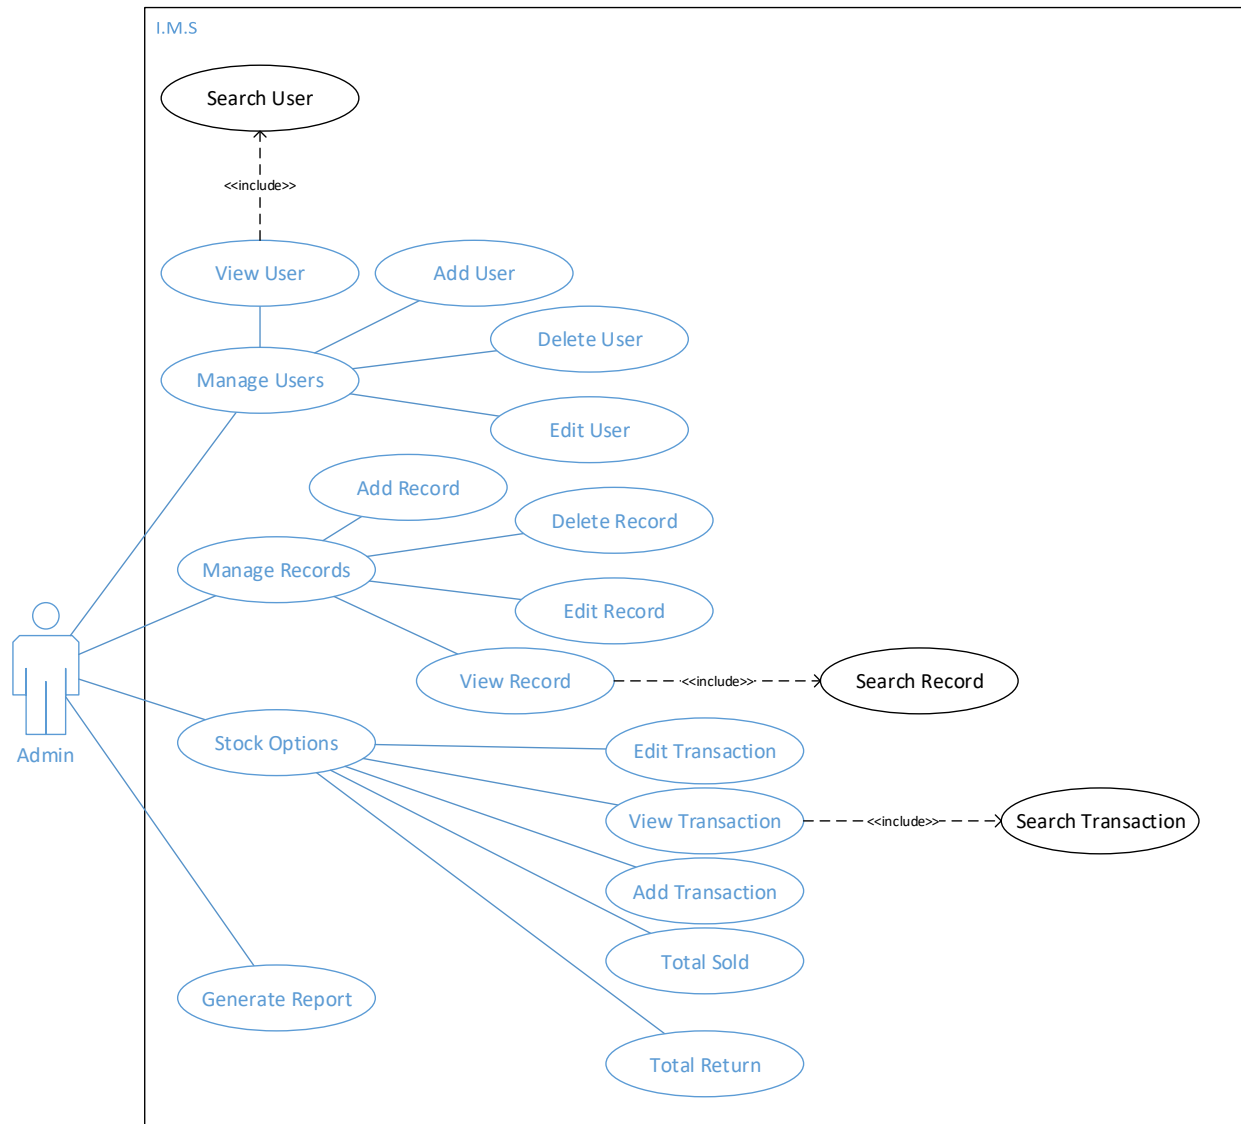 I.M.S
Search User
<<include>>
View User
Add User
Delete User
Manage Users
Edit User
Add Record
Delete Record
Manage Records
Edit Record
View Record
<<include>>
Search Record
Admin
Stock Options
Edit Transaction
View Transaction
<<include>>
Search Transaction
Add Transaction
Total Sold
Generate Report
Total Return